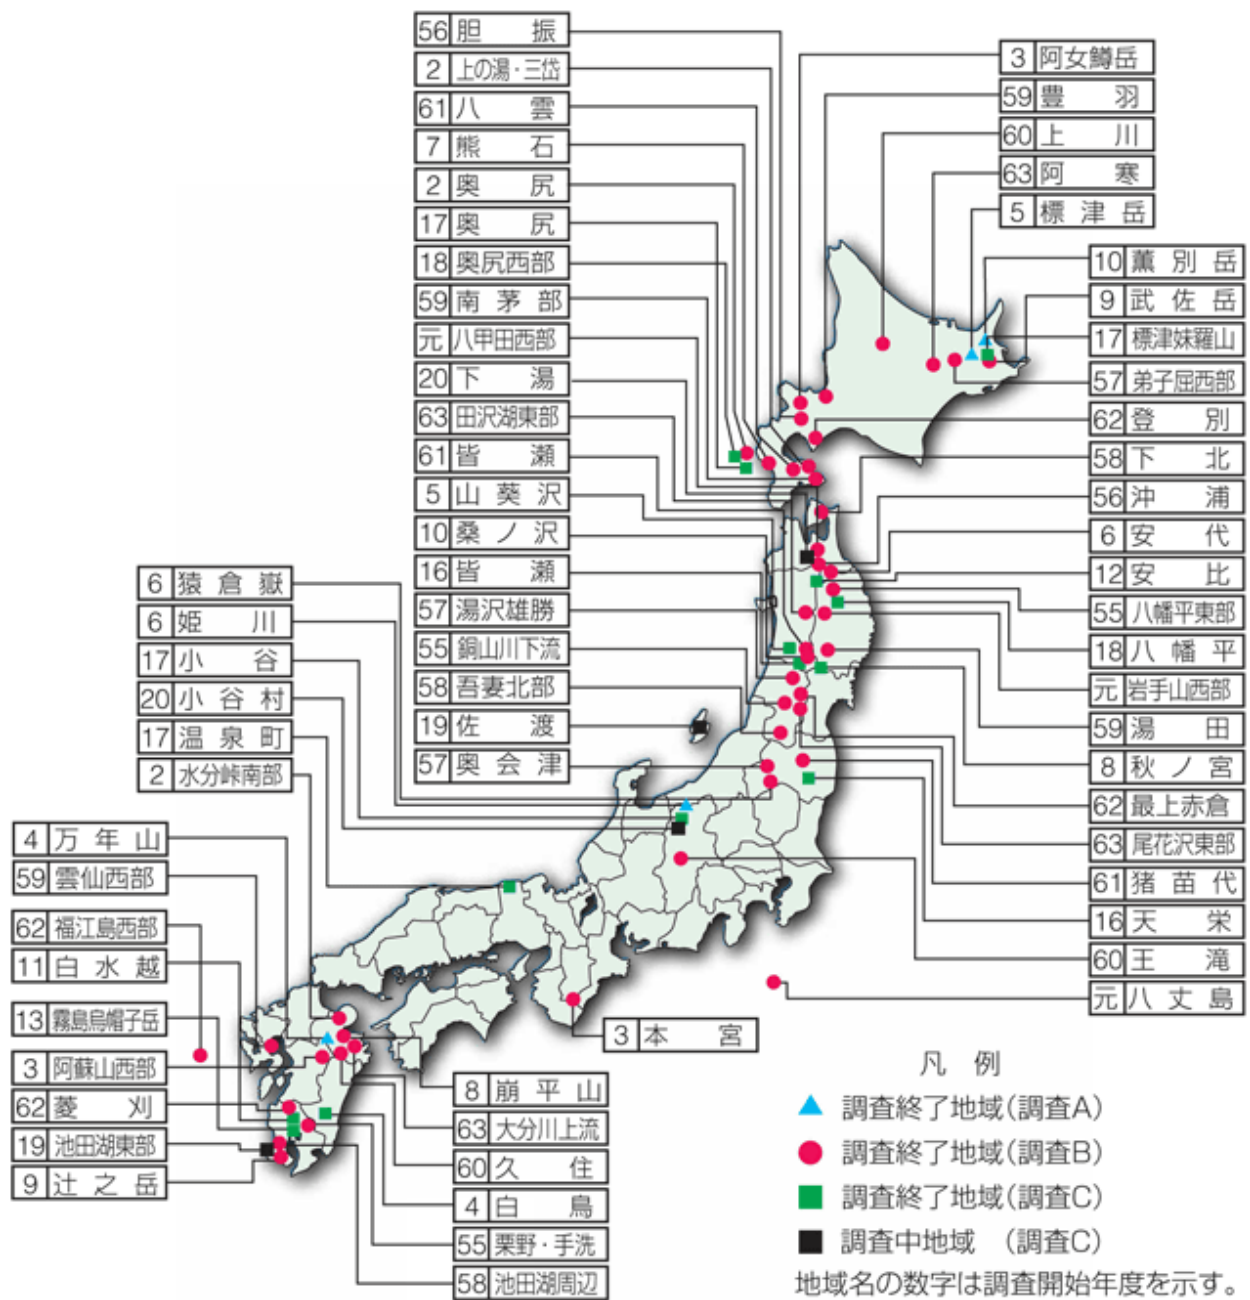 56 胆振
2 上の湯・三岱
61 八雲
7 熊石
2 奥尻
17 奥尻
18 奥尻西部
59 南茅部
元 八甲田西部
20 下湯
63 田沢湖東部
61 皆瀬
5 山葵沢
10 桑ノ沢
16 皆瀬
57 湯沢雄勝
55 銅山川下流
58 吾妻北部
19 佐渡
57 奥会津
3 阿女鱒岳
59 豊羽
60 上川
63 阿寒
5 標津岳
10 薫別岳
9 武佐岳
17 標津妹羅山
57 弟子屈西部
62 登別
58 下北
56 沖浦
6 安代
12 安比
55 八幡平東部
18 八幡平
元 岩手山西部
59 湯田
8 秋ノ宮
62 最上赤倉
63 尾花沢東部
61 猪苗代
16 天栄
60 王滝
元 八丈島
6 猿倉嶽
6 姫川
17 小谷
20 小谷村
17 温泉町
2 水分峠南部
4 万年山
59 雲仙西部
62 福江島西部
11 白水越
13 霧島烏帽子岳
3 阿蘇山西部
62 菱刈
19 池田湖東部
9 辻之岳
3 本宮
8 崩平山
63 大分川上流
60 久住
4 白鳥
55 栗野・手洗
58 池田湖周辺
凡例
調査終了地域(調査A)
調査終了地域(調査B)
調査終了地域(調査C)
調査中地域 (調査C)
地域名の数字は調査開始年度を示す。